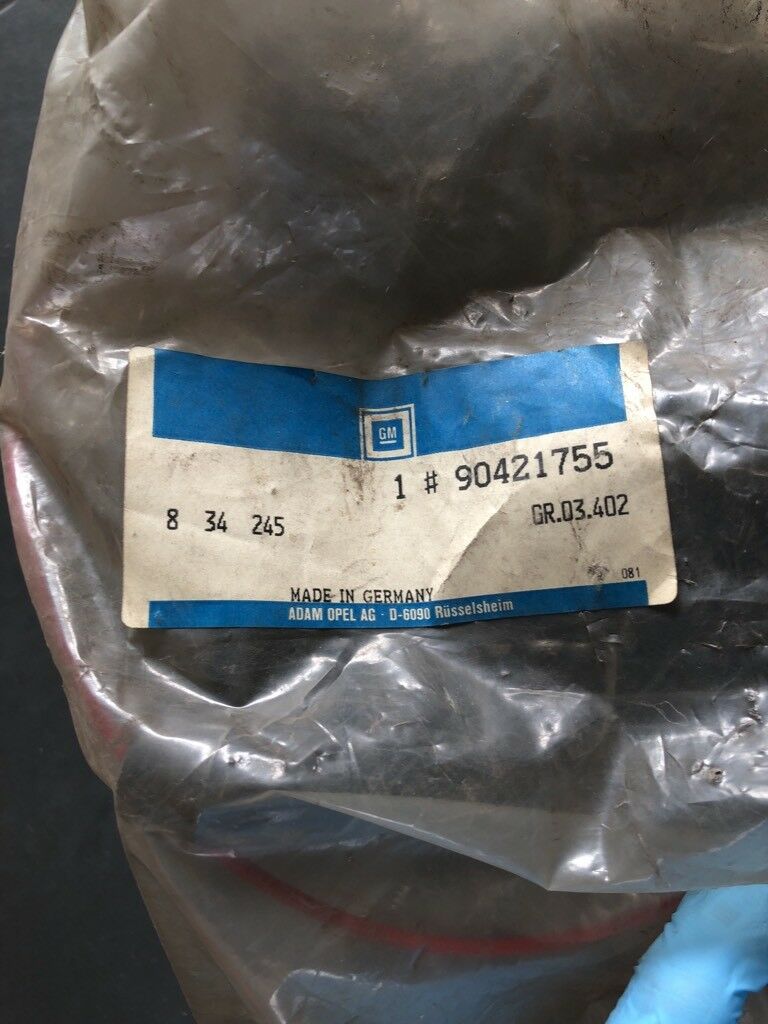 GM
1 # 90421755
8 34 245 GR.03.402
081
MADE IN GERMANY
ADAM OPEL AG · D-6090 Rüsselsheim